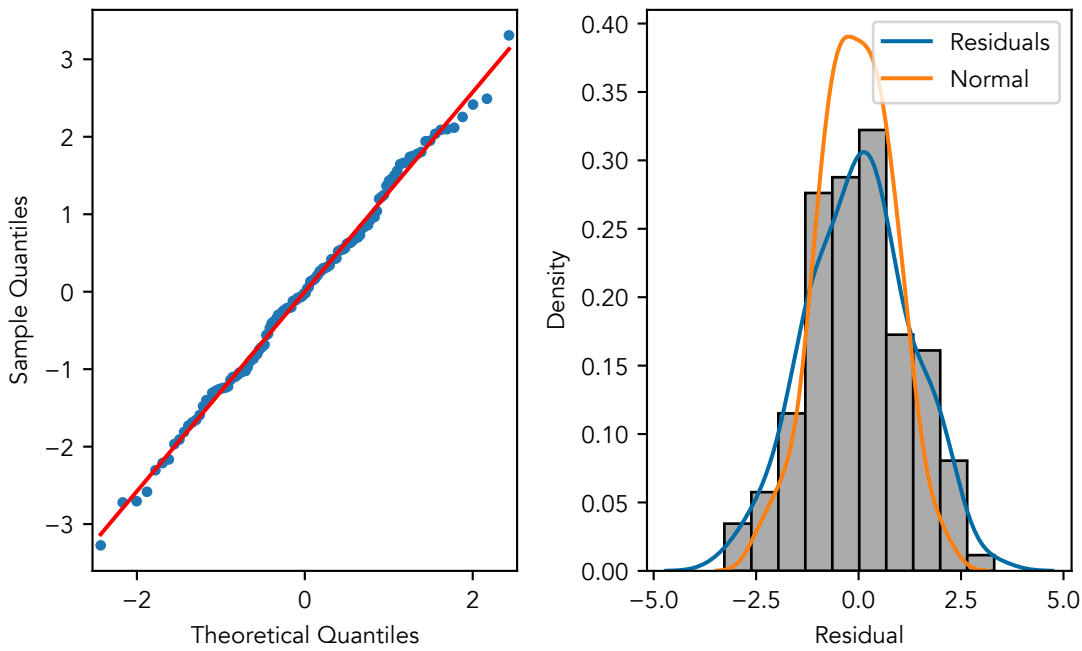 3
2
1
0
−1
−2
−3
Sample Quantiles
−2 0 2
Theoretical Quantiles
0.40
0.35
0.30
0.25
0.20
0.15
0.10
0.05
0.00
Density
Residuals
Normal
−5.0 −2.5 0.0 2.5 5.0
Residual